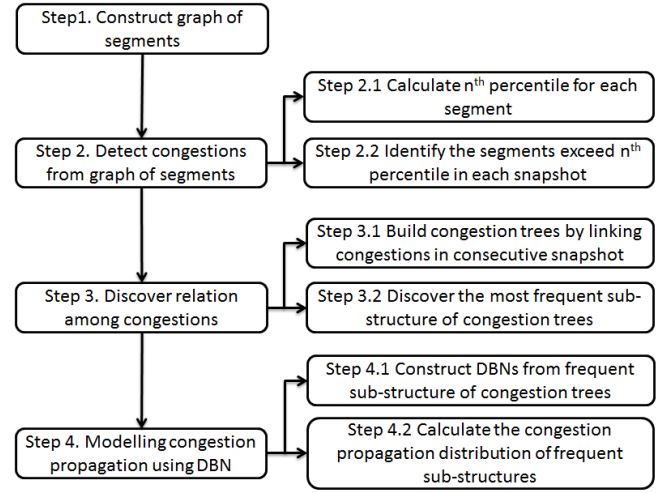 Step1. Construct graph of
segments
Step 2.1 Calculate nth percentile for each
segment
Step 2. Detect congestions
from graph of segments
Step 2.2 Identify the segments exceed nth
percentile in each snapshot
Step 3.1 Build congestion trees by linking
congestions in consecutive snapshot
Step 3. Discover relation
among congestions
Step 3.2 Discover the most frequent sub-
structure of congestion trees
Step 4.1 Construct DBNs from frequent
sub-structure of congestion trees
Step 4. Modelling congestion
propagation using DBN
Step 4.2 Calculate the congestion
propagation distribution of frequent
sub-structures